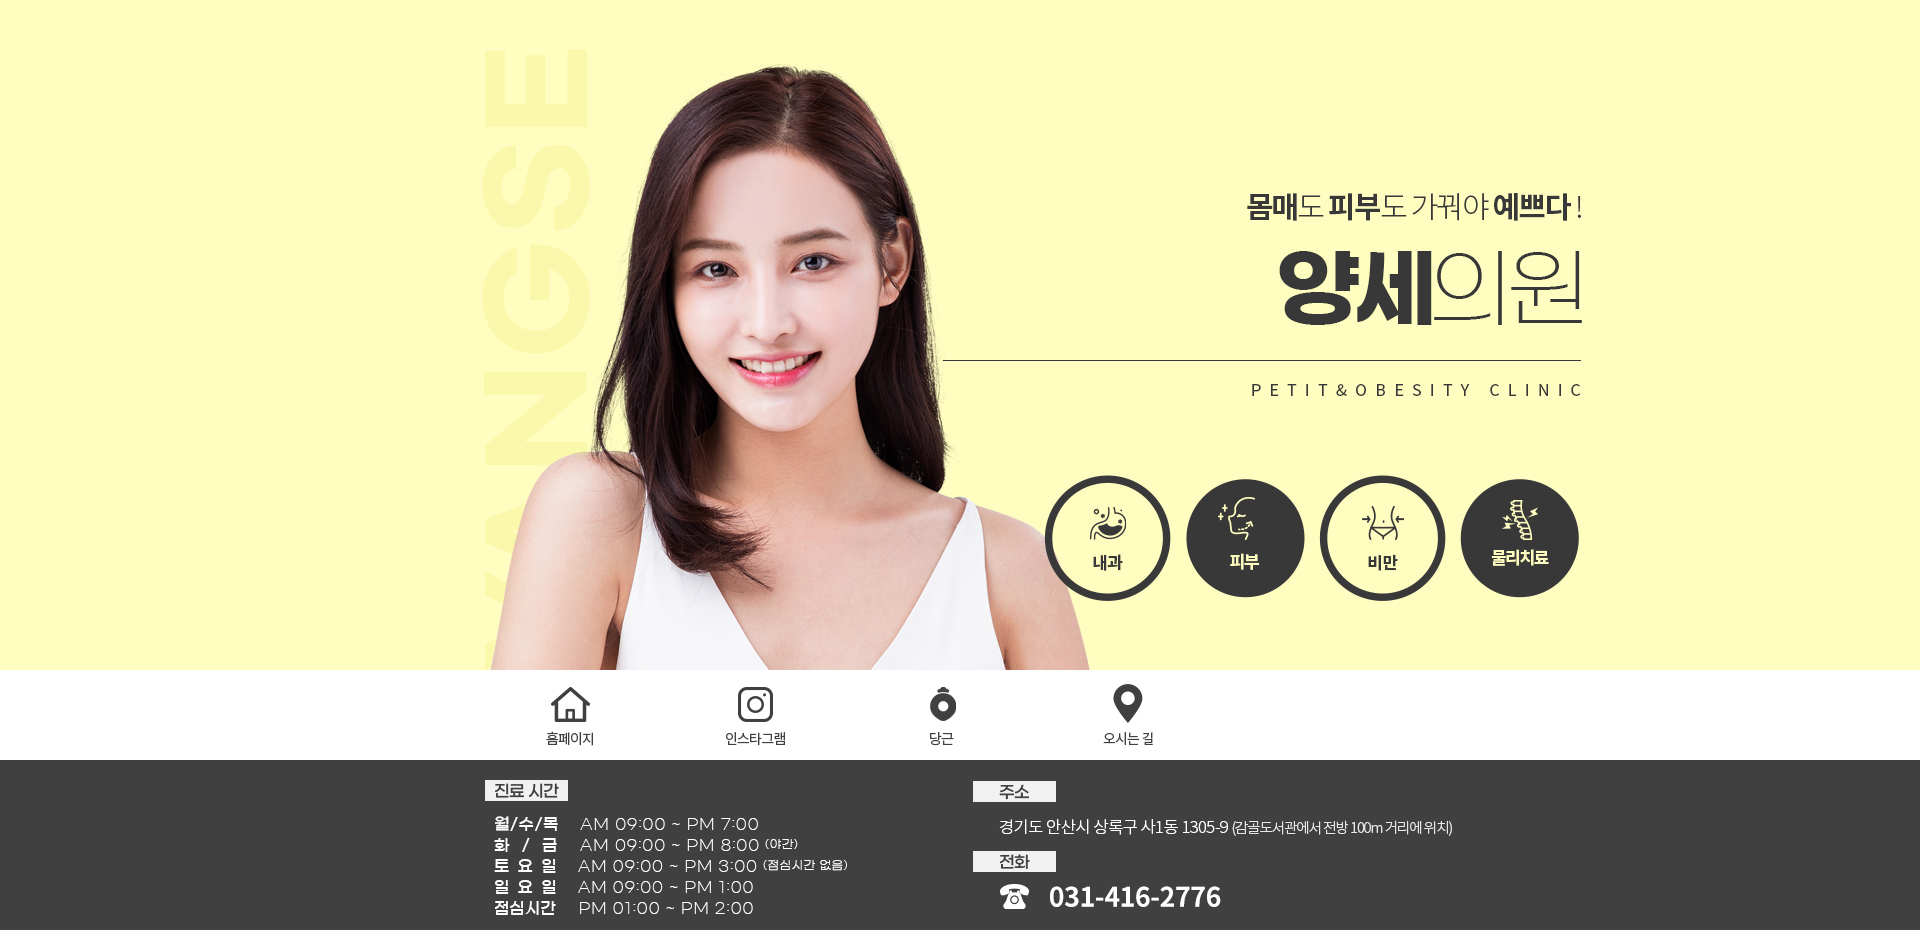 YANGSE
몸매도 피부도 가꿔야 예쁘다 !
양세의원
PETIT&OBESITY CLINIC
내과
피부
비만
물리치료
홈페이지
인스타그램
당근
오시는 길
진료 시간
월/수/목 AM 09:00 ~ PM 7:00
화 / 금 AM 09:00 ~ PM 8:00 (야간)
토 요 일 AM 09:00 ~ PM 3:00 (점심시간 없음)
일 요 일 AM 09:00 ~ PM 1:00
점심시간 PM 01:00 ~ PM 2:00
주소
경기도 안산시 상록구 사1동 1305-9 (감골도서관에서 전방 100m 거리에 위치)
전화
031-416-2776